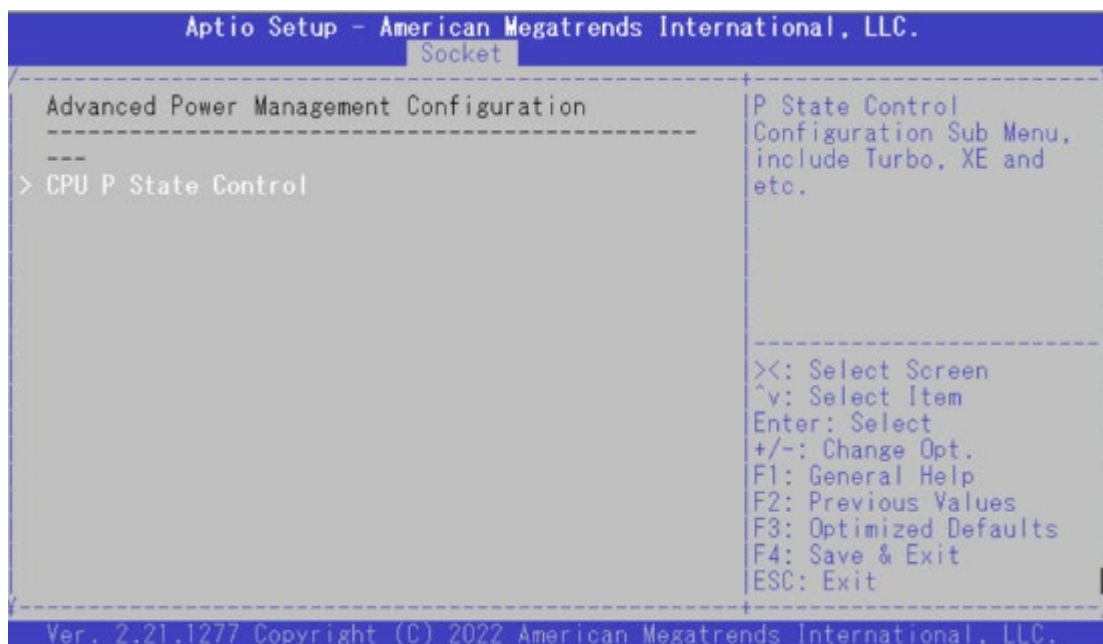 Aptio Setup - American Megatrends International, LLC.
Socket
Advanced Power Management Configuration
--------------------------------------------------
---
> CPU P State Control
P State Control
Configuration Sub Menu,
include Turbo, XE and
etc.
><: Select Screen
^v: Select Item
Enter: Select
+/-: Change Opt.
F1: General Help
F2: Previous Values
F3: Optimized Defaults
F4: Save & Exit
ESC: Exit
Ver. 2.21.1277 Copyright (C) 2022 American Megatrends International, LLC